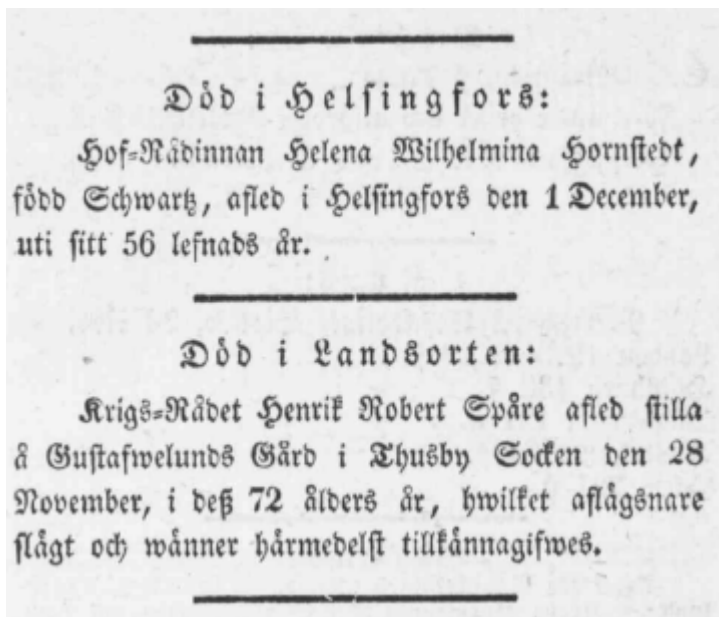 Död i Helsingfors:
Hof-Rådinnan Helena Wilhelmina Hornstedt,
född Schwartz, afled i Helsingfors den 1 December,
uti sitt 56 lefnads år.
Död i Landsorten:
Krigs-Rådet Henrik Robert Spåre afled stilla
å Gustafwelunds Gård i Thusby Socken den 28
November, i deß 72 ålders år, hwilket aflägsnare
slägt och wänner härmedelst tillkännagifwes.